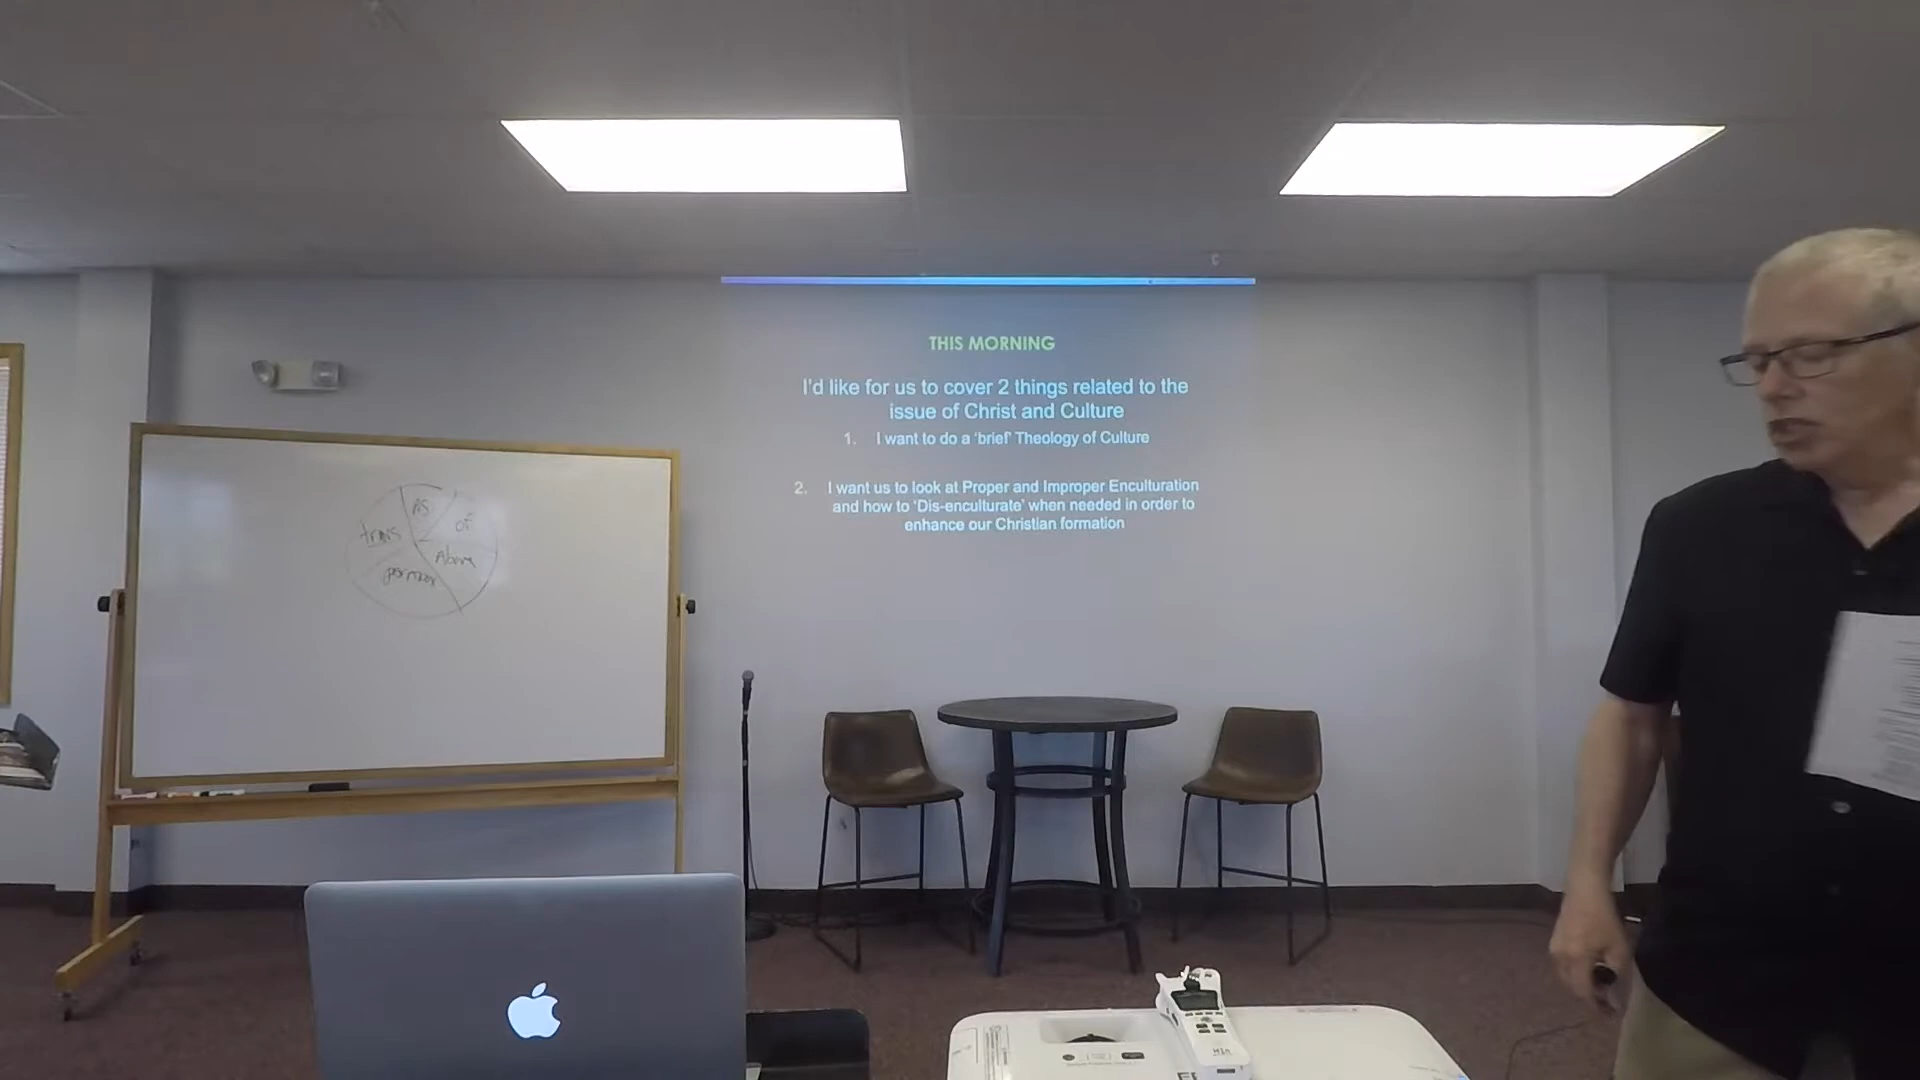 THIS MORNING
I'd like for us to cover 2 things related to the
issue of Christ and Culture
1. I want to do a 'brief' Theology of Culture
2. I want us to look at Proper and Improper Enculturation
and how to 'Dis-enculturate' when needed in order to
enhance our Christian formation
AS
of
trans
Above